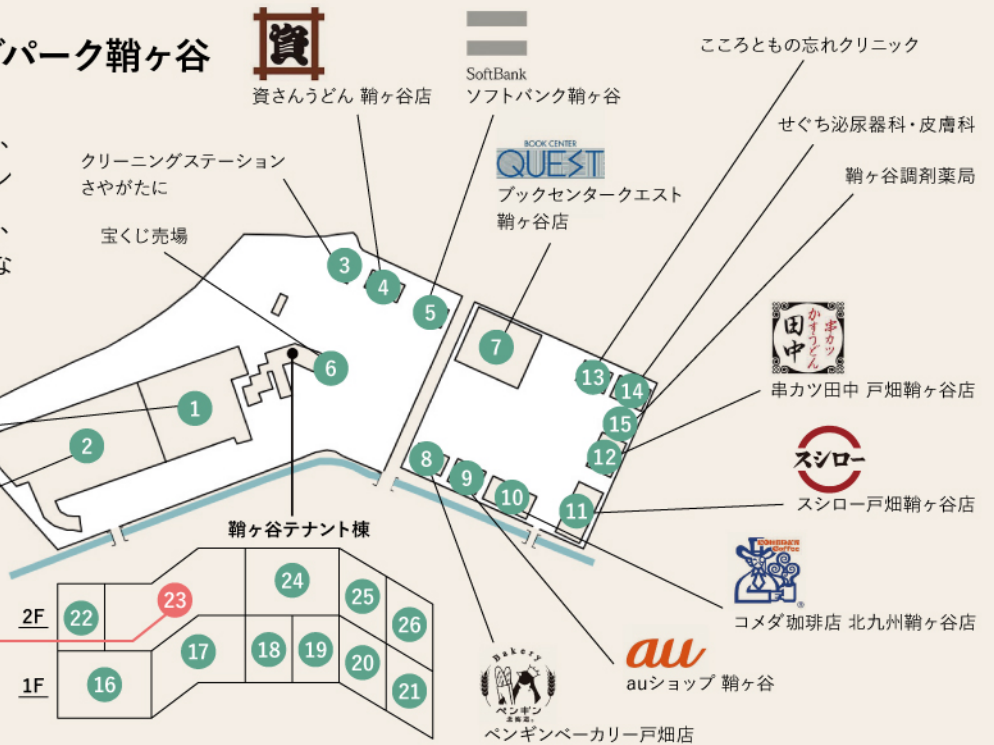 パーク鞘ヶ谷
資
資さんうどん 鞘ヶ谷店
SoftBank
ソフトバンク鞘ヶ谷
こころともの忘れクリニック
せぐち泌尿器科・皮膚科
鞘ヶ谷調剤薬局
BOOK CENTER
QUEST
ブックセンタークエスト
鞘ヶ谷店
クリーニングステーション
さやがたに
宝くじ売場
、
ン
、
な
3
4
5
6
7
1
2
13
14
15
12
8
9
10
11
串カツ
かすうどん
田中
串カツ田中 戸畑鞘ヶ谷店
スシロー
スシロー戸畑鞘ヶ谷店
KOMEDA'S
Coffee
®
コメダ珈琲店 北九州鞘ヶ谷店
au
auショップ 鞘ヶ谷
Bakery
ペンギン
北海道。
ペンギンベーカリー戸畑店
鞘ヶ谷テナント棟
2F
22
23
24
25
26
1F
16
17
18
19
20
21